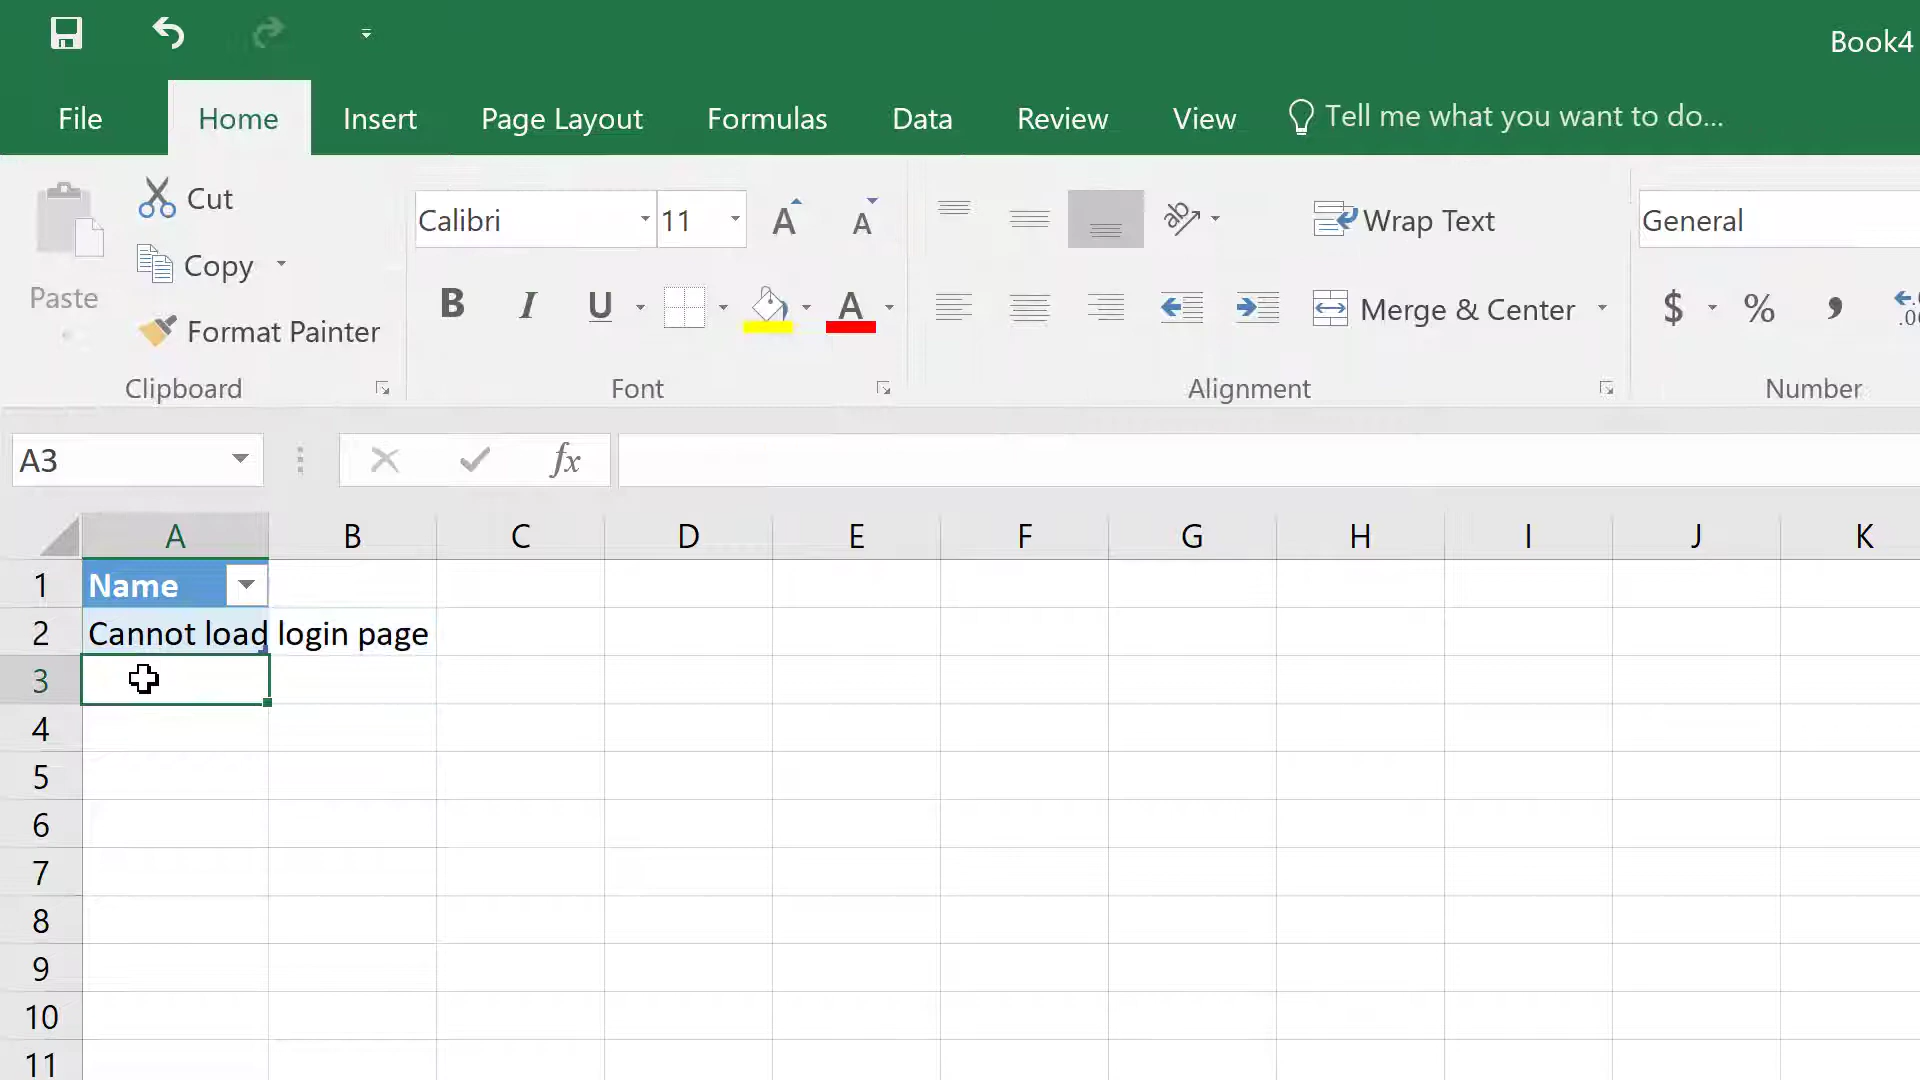 Book4
File Home Insert Page Layout Formulas Data Review View Tell me what you want to do...
Paste
Cut
Copy
Format Painter
Clipboard
Calibri 11 A A
B I U A
Font
Wrap Text
Merge & Center
Alignment
General
$ % ,
Number
A3 fx
A B C D E F G H I J K
1 Name
2 Cannot load login page
3
4
5
6
7
8
9
10
11